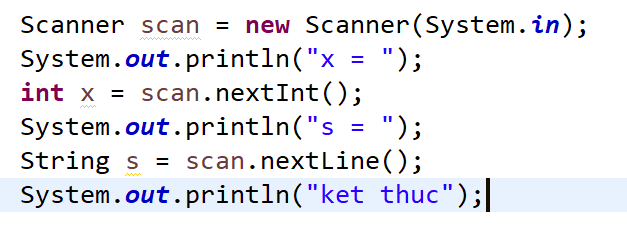 Scanner scan = new Scanner(System.in);
System.out.println("x = ");
int x = scan.nextInt();
System.out.println("s = ");
String s = scan.nextLine();
System.out.println("ket thuc");